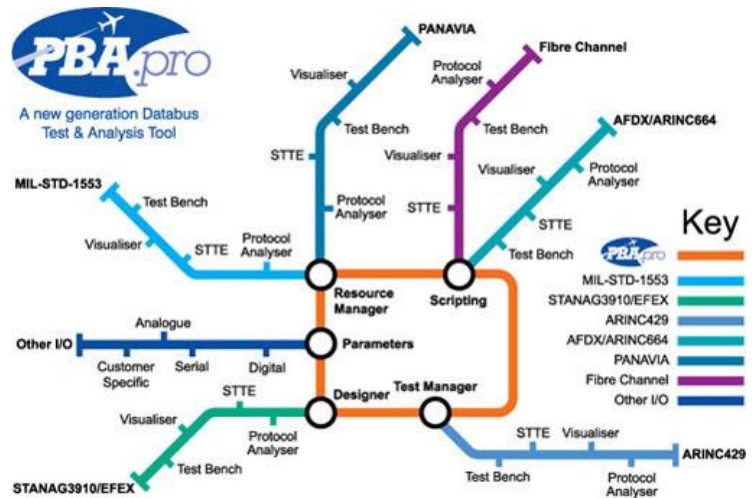 PBA.pro
A new generation Databus
Test & Analysis Tool
PANAVIA
Visualiser
Test Bench
STTE
Protocol
Analyser
Fibre Channel
Protocol
Analyser
Test Bench
Visualiser
STTE
AFDX/ARINC664
Visualiser
Protocol
Analyser
STTE
Test Bench
MIL-STD-1553
Test Bench
Visualiser
STTE
Protocol
Analyser
Resource
Manager
Scripting
Other I/O
Analogue
Customer
Specific
Serial
Digital
Parameters
Designer
Test Manager
STTE
Visualiser
Protocol
Analyser
Test Bench
STANAG3910/EFEX
STTE
Visualiser
Test Bench
Protocol
Analyser
ARINC429
Key
PBA.pro
MIL-STD-1553
STANAG3910/EFEX
ARINC429
AFDX/ARINC664
PANAVIA
Fibre Channel
Other I/O